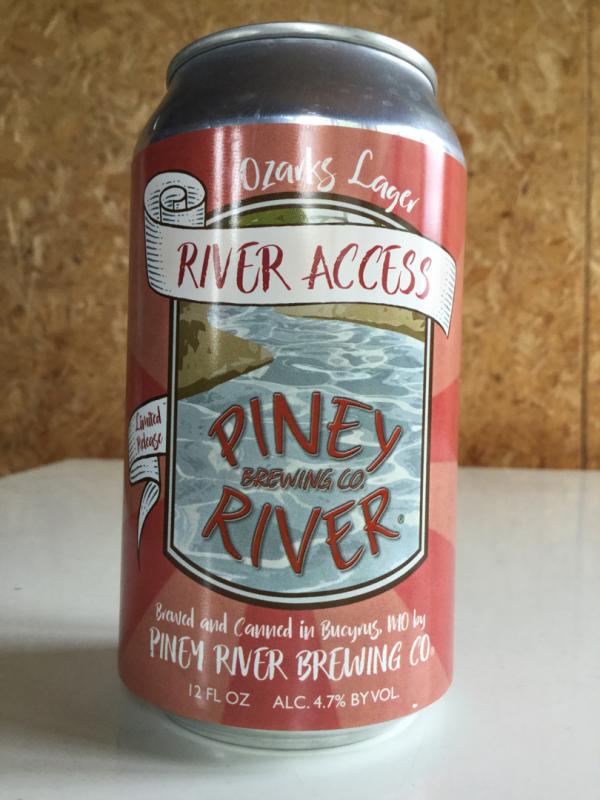 Ozarks Lager
RIVER ACCESS
Limited
Release
PINEY
BREWING CO.
RIVER®
Brewed and Canned in Bucyrus, MO by
PINEY RIVER BREWING CO.
12 FL OZ ALC. 4.7% BY VOL.